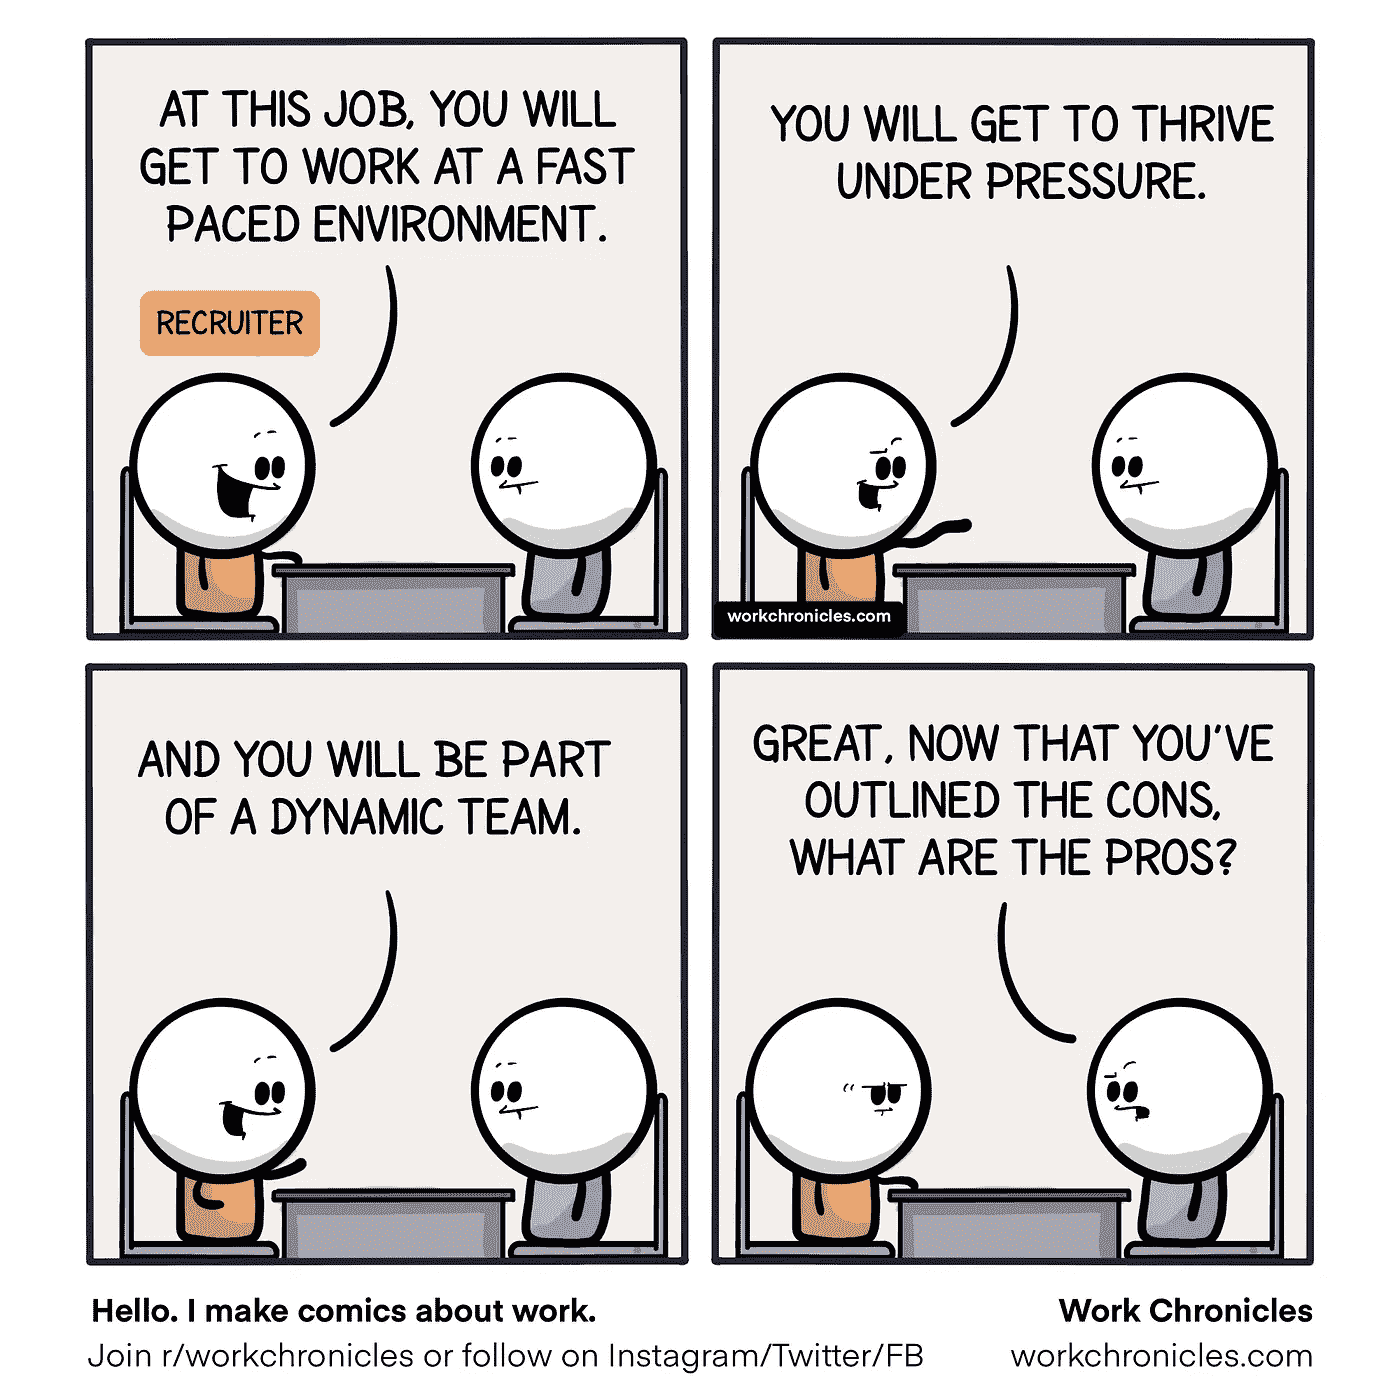 AT THIS JOB, YOU WILL
GET TO WORK AT A FAST
PACED ENVIRONMENT.
RECRUITER
YOU WILL GET TO THRIVE
UNDER PRESSURE.
workchronicles.com
AND YOU WILL BE PART
OF A DYNAMIC TEAM.
GREAT, NOW THAT YOU'VE
OUTLINED THE CONS,
WHAT ARE THE PROS?
Hello. I make comics about work.
Join r/workchronicles or follow on Instagram/Twitter/FB
Work Chronicles
workchronicles.com